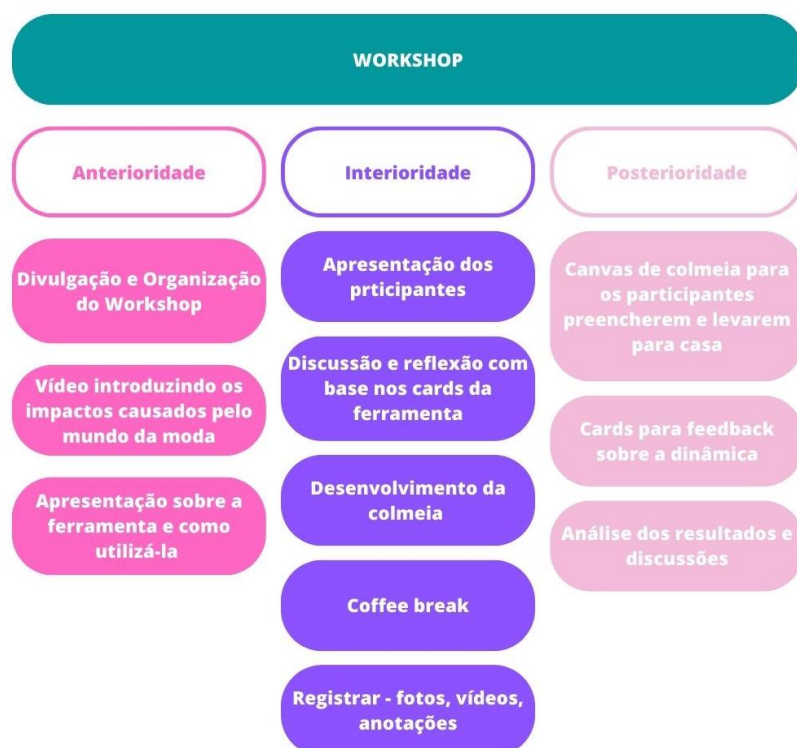 WORKSHOP
Anterioridade
Interioridade
Posterioridade
Divulgação e Organização
do Workshop
Vídeo introduzindo os
impactos causados pelo
mundo da moda
Apresentação sobre a
ferramenta e como
utilizá-la
Apresentação dos
prticipantes
Discussão e reflexão com
base nos cards da
ferramenta
Desenvolvimento da
colmeia
Coffee break
Registrar - fotos, vídeos,
anotações
Canvas de colmeia para
os participantes
preencherem e levarem
para casa
Cards para feedback
sobre a dinâmica
Análise dos resultados e
discussões